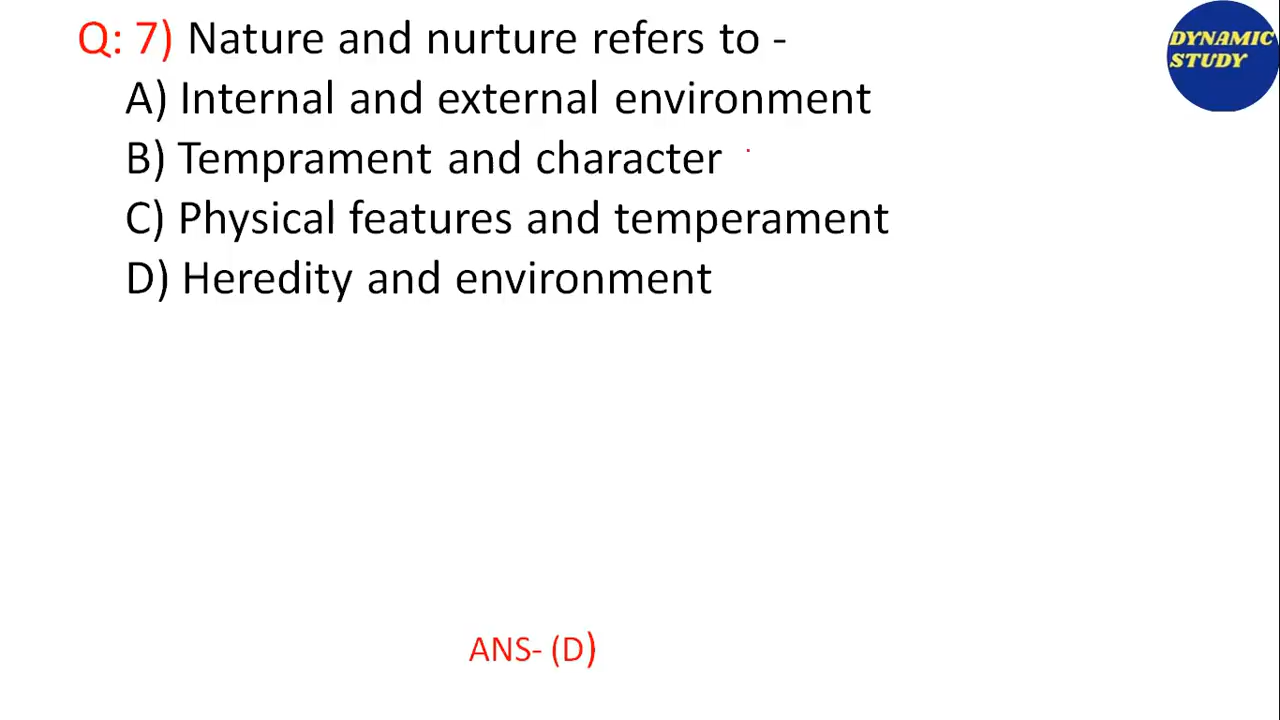 Q: 7) Nature and nurture refers to -
DYNAMIC
STUDY
A) Internal and external environment
B) Temprament and character
C) Physical features and temperament
D) Heredity and environment
ANS- (D)